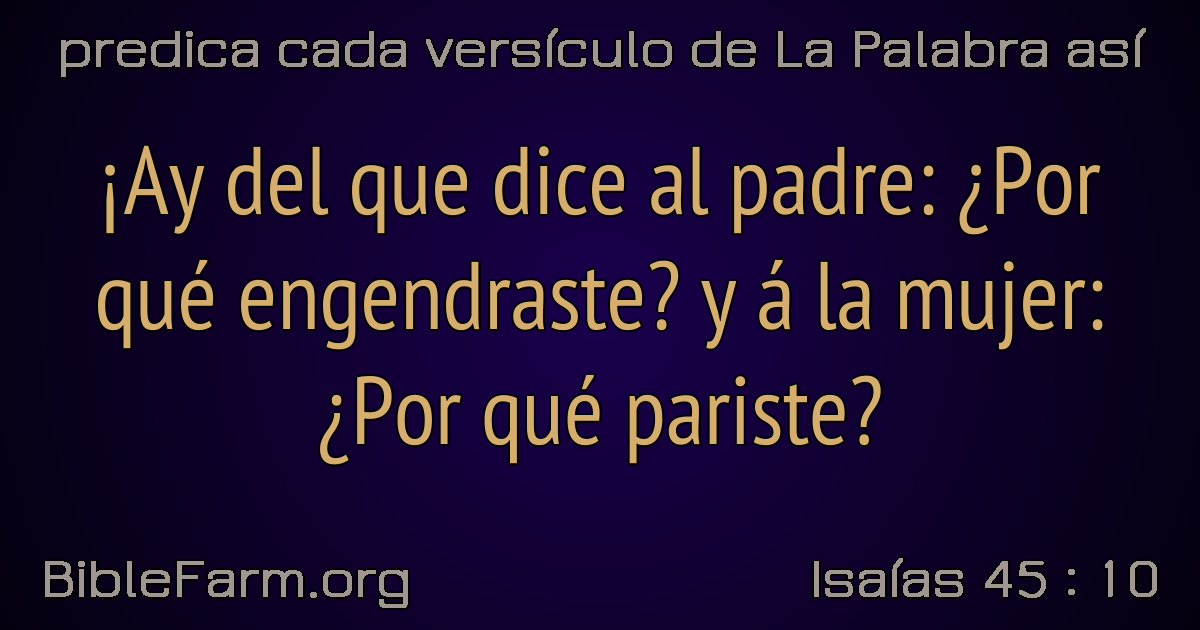 predica cada versículo de La Palabra así
¡Ay del que dice al padre: ¿Por
qué engendraste? y á la mujer:
¿Por qué pariste?
BibleFarm.org
Isaías 45 : 10